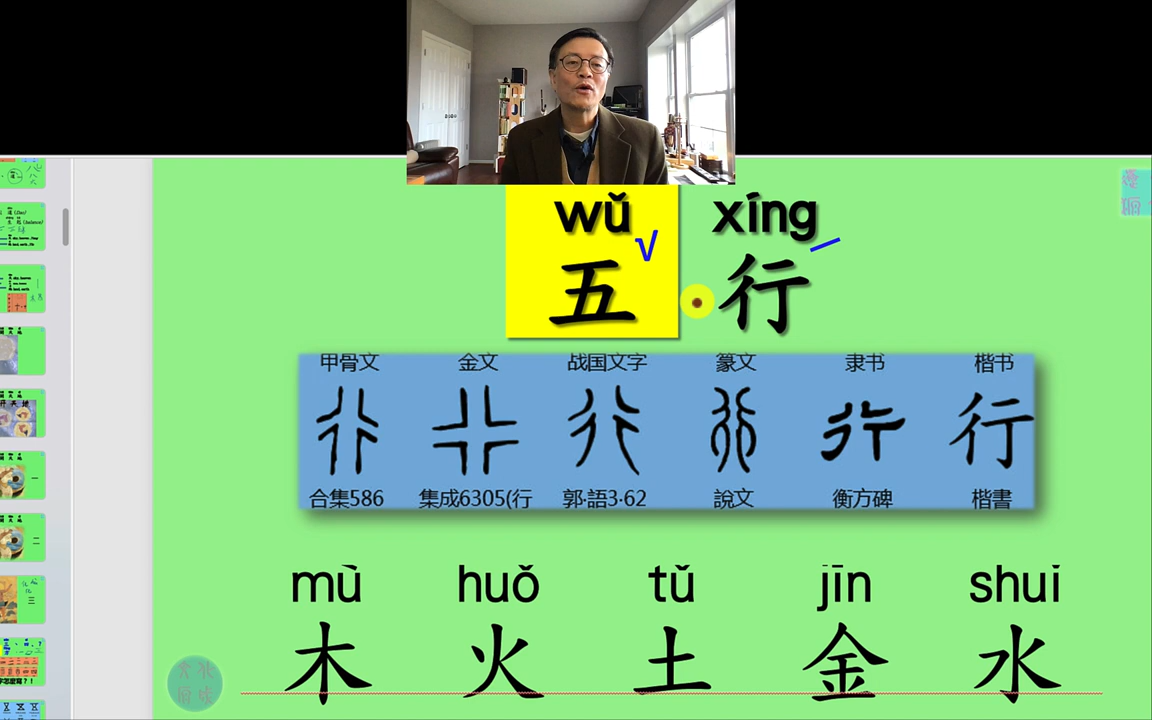 wǔ xíng
√
五·行
甲骨文 金文 战国文字 篆文 隶书 楷书
行
合集586 集成6305(行 郭·語3·62 說文 衡方碑 楷書
mù huǒ tǔ jīn shuǐ
木 火 土 金 水